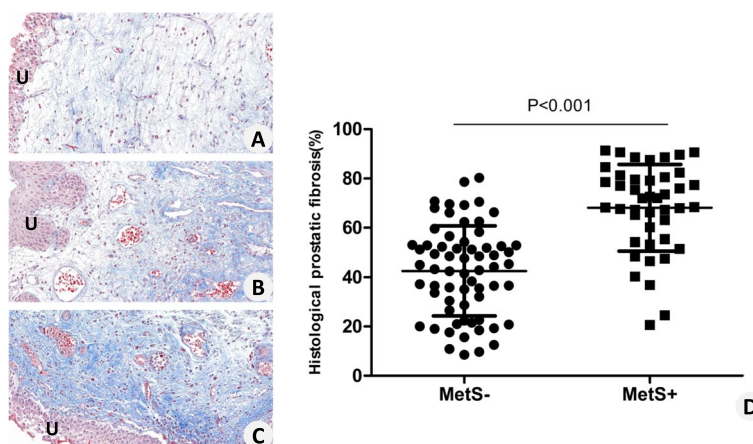 U
A
U
B
U
C
P<0.001
Histological prostatic fibrosis(%)
100
80
60
40
20
0
MetS-
MetS+
D